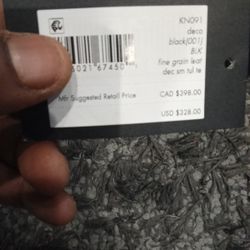 KN091
deco
black(001)
BLK
fine grain leat
dec sm tul te
021 67450
Mfr Suggested Retail Price
CAD $398.00
USD $328.00